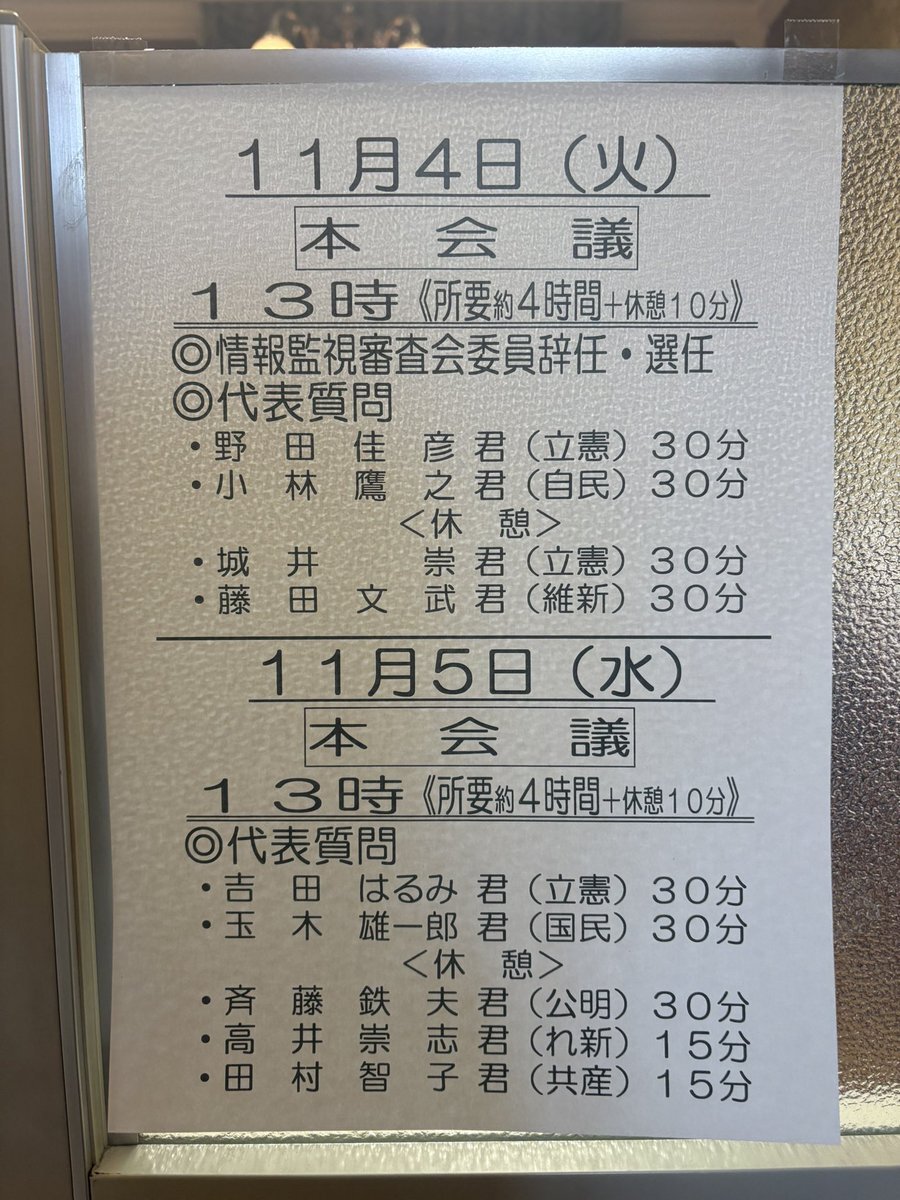 11月4日（火）
本会議
13時《所要約4時間＋休憩10分》
◎情報監視審査会委員辞任・選任
◎代表質問
・野田佳彦君（立憲）30分
・小林鷹之君（自民）30分
＜休憩＞
・城井崇君（立憲）30分
・藤田文武君（維新）30分
11月5日（水）
本会議
13時《所要約4時間＋休憩10分》
◎代表質問
・吉田はるみ君（立憲）30分
・玉木雄一郎君（国民）30分
＜休憩＞
・斉藤鉄夫君（公明）30分
・高井崇志君（れ新）15分
・田村智子君（共産）15分